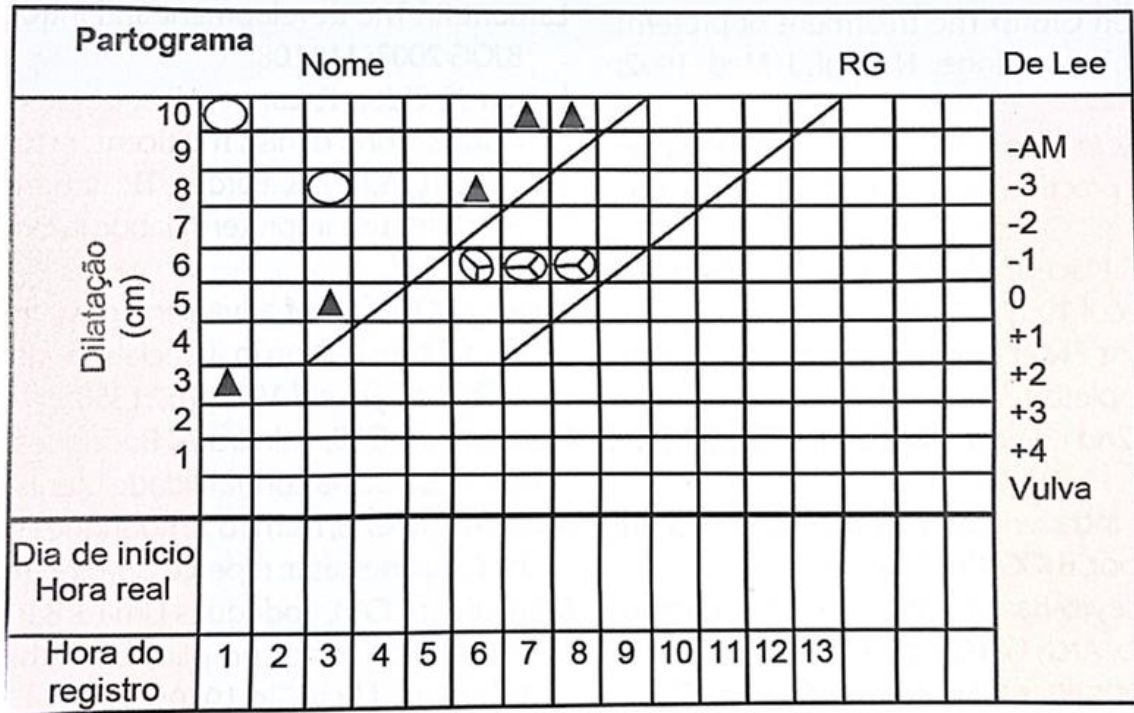 Partograma
Nome RG De Lee
10
9 -AM
8 -3
7 -2
6 -1
5 0
4 +1
3 +2
2 +3
1 +4
Vulva
Dilatação
(cm)
Dia de início
Hora real
Hora do 1 2 3 4 5 6 7 8 9 10 11 12 13
registro